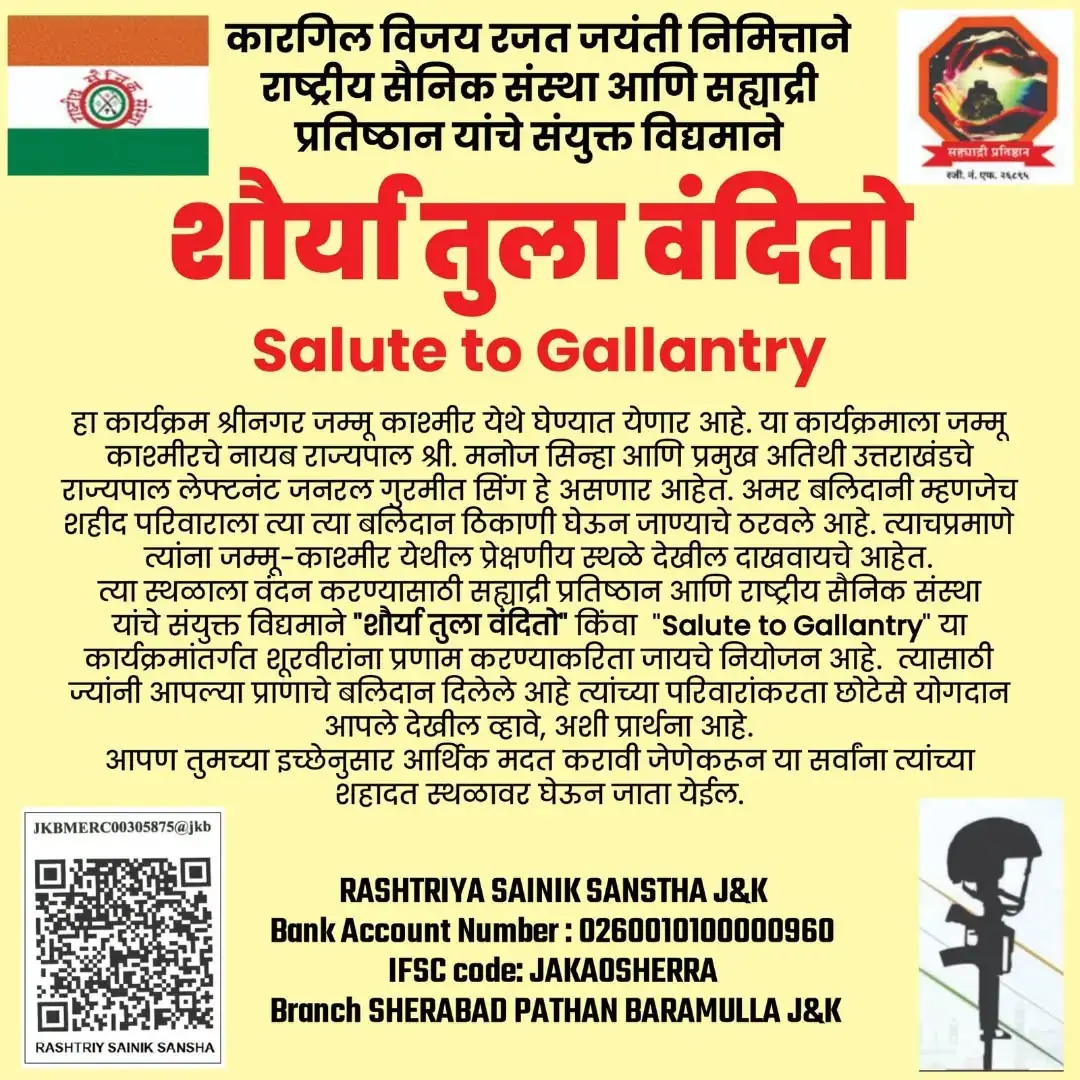 कारगिल विजय रजत जयंती निमित्ताने
राष्ट्रीय सैनिक संस्था आणि सह्याद्री
प्रतिष्ठान यांचे संयुक्त विद्यमाने
राष्ट्रीय सैनिक संस्था
सह्याद्री प्रतिष्ठान
रजी. नं. एफ. २६८९५
शौर्या तुला वंदितो
Salute to Gallantry
हा कार्यक्रम श्रीनगर जम्मू काश्मीर येथे घेण्यात येणार आहे. या कार्यक्रमाला जम्मू
काश्मीरचे नायब राज्यपाल श्री. मनोज सिन्हा आणि प्रमुख अतिथी उत्तराखंडचे
राज्यपाल लेफ्टनंट जनरल गुरमीत सिंग हे असणार आहेत. अमर बलिदानी म्हणजेच
शहीद परिवाराला त्या त्या बलिदान ठिकाणी घेऊन जाण्याचे ठरवले आहे. त्याचप्रमाणे
त्यांना जम्मू-काश्मीर येथील प्रेक्षणीय स्थळे देखील दाखवायचे आहेत.
त्या स्थळाला वंदन करण्यासाठी सह्याद्री प्रतिष्ठान आणि राष्ट्रीय सैनिक संस्था
यांचे संयुक्त विद्यमाने "शौर्या तुला वंदितो" किंवा "Salute to Gallantry" या
कार्यक्रमांतर्गत शूरवीरांना प्रणाम करण्याकरिता जायचे नियोजन आहे. त्यासाठी
ज्यांनी आपल्या प्राणाचे बलिदान दिलेले आहे त्यांच्या परिवारांकरता छोटेसे योगदान
आपले देखील व्हावे, अशी प्रार्थना आहे.
आपण तुमच्या इच्छेनुसार आर्थिक मदत करावी जेणेकरून या सर्वांना त्यांच्या
शहादत स्थळावर घेऊन जाता येईल.
JKBMERC00305875@jkb
RASHTRIY SAINIK SANSHA
RASHTRIYA SAINIK SANSTHA J&K
Bank Account Number : 0260010100000960
IFSC code: JAKA0SHERRA
Branch SHERABAD PATHAN BARAMULLA J&K